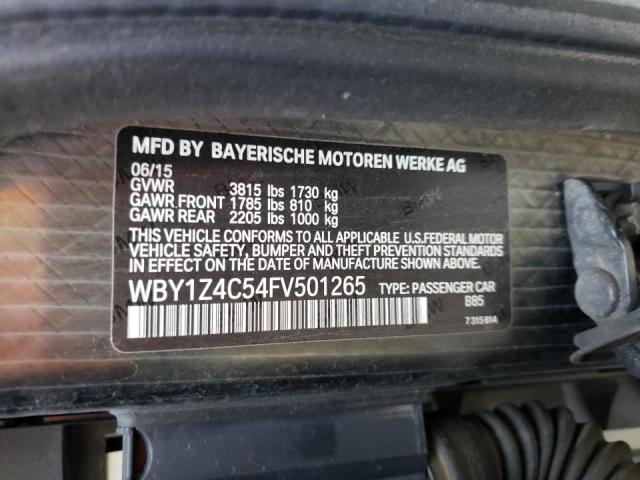 MFD BY BAYERISCHE MOTOREN WERKE AG
06/15
GVWR 3815 lbs 1730 kg
GAWR FRONT 1785 lbs 810 kg
GAWR REAR 2205 lbs 1000 kg
THIS VEHICLE CONFORMS TO ALL APPLICABLE U.S.FEDERAL MOTOR
VEHICLE SAFETY, BUMPER AND THEFT PREVENTION STANDARDS
IN EFFECT ON THE DATE OF MANUFACTURE SHOWN ABOVE.
WBY1Z4C54FV501265 TYPE: PASSENGER CAR
B85
7 315 814